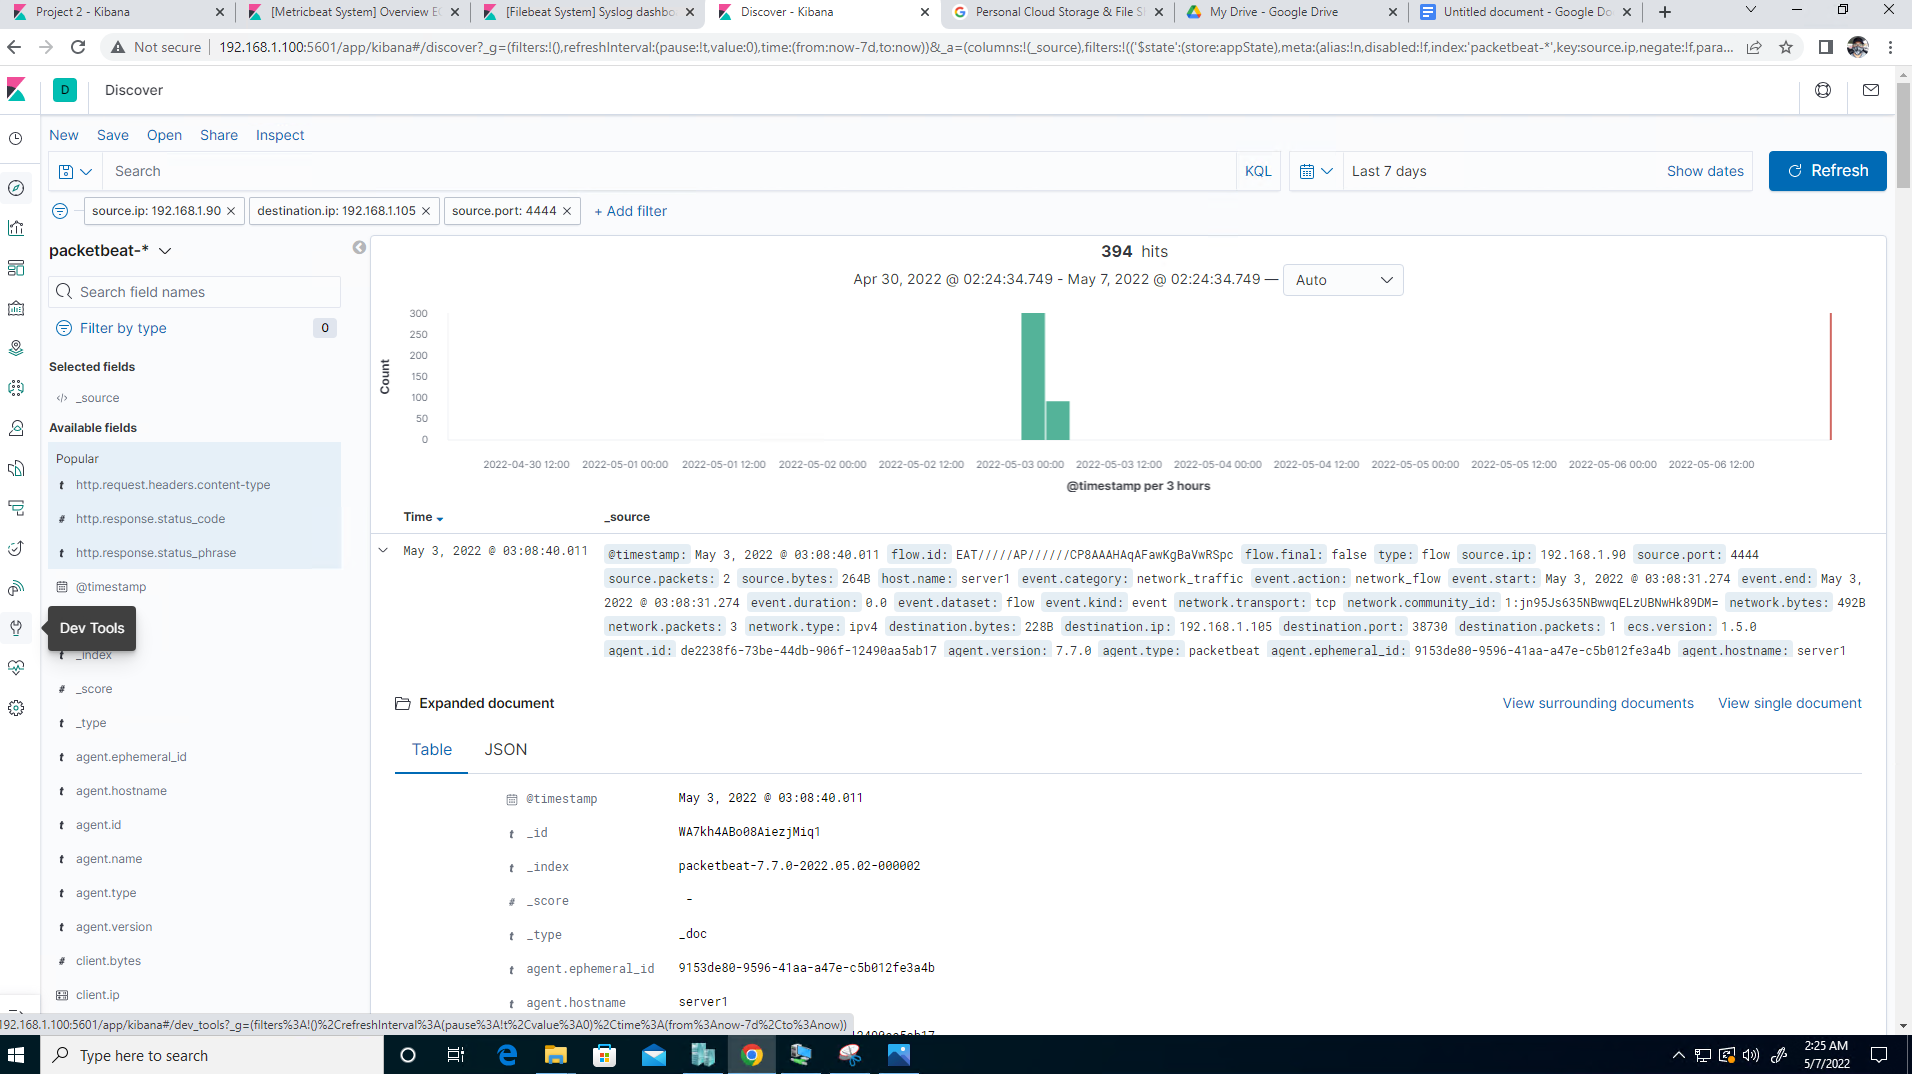 Project 2 - Kibana
[Metricbeat System] Overview EC
[Filebeat System] Syslog dashbo
Discover - Kibana
Personal Cloud Storage & File S
My Drive - Google Drive
Untitled document - Google Do
Not secure
192.168.1.100:5601/app/kibana#/discover?_g=(filters:!(),refreshInterval:(pause:!t,value:0),time:(from:now-7d,to:now))&_a=(columns:!(_source),filters:!(('$state':(store:appState),meta:(alias:!n,disabled:!f,index:'packetbeat-*',key:source.ip,negate:!f,para...
D
Discover
New Save Open Share Inspect
Search
KQL
Last 7 days
Show dates
Refresh
source.ip: 192.168.1.90
destination.ip: 192.168.1.105
source.port: 4444
+ Add filter
packetbeat-*
Search field names
Filter by type
0
Selected fields
_source
Available fields
Popular
t http.request.headers.content-type
# http.response.status_code
t http.response.status_phrase
@timestamp
Dev Tools
t _index
# _score
t _type
t agent.ephemeral_id
t agent.hostname
t agent.id
t agent.name
t agent.type
t agent.version
# client.bytes
client.ip
394 hits
Apr 30, 2022 @ 02:24:34.749 - May 7, 2022 @ 02:24:34.749 —
Auto
Count
300
250
200
150
100
50
0
2022-04-30 12:00 2022-05-01 00:00 2022-05-01 12:00 2022-05-02 00:00 2022-05-02 12:00 2022-05-03 00:00 2022-05-03 12:00 2022-05-04 00:00 2022-05-04 12:00 2022-05-05 00:00 2022-05-05 12:00 2022-05-06 00:00 2022-05-06 12:00
@timestamp per 3 hours
Time _source
May 3, 2022 @ 03:08:40.011
@timestamp: May 3, 2022 @ 03:08:40.011 flow.id: EAT/////AP//////CP8AAAHAqAFawKgBaVwRSpc flow.final: false type: flow source.ip: 192.168.1.90 source.port: 4444
source.packets: 2 source.bytes: 264B host.name: server1 event.category: network_traffic event.action: network_flow event.start: May 3, 2022 @ 03:08:31.274 event.end: May 3,
2022 @ 03:08:31.274 event.duration: 0.0 event.dataset: flow event.kind: event network.transport: tcp network.community_id: 1:jn95Js635NBwwqELzUBNwHk89DM= network.bytes: 492B
network.packets: 3 network.type: ipv4 destination.bytes: 228B destination.ip: 192.168.1.105 destination.port: 38730 destination.packets: 1 ecs.version: 1.5.0
agent.id: de2238f6-73be-44db-906f-12490aa5ab17 agent.version: 7.7.0 agent.type: packetbeat agent.ephemeral_id: 9153de80-9596-41aa-a47e-c5b012fe3a4b agent.hostname: server1
Expanded document
View surrounding documents
View single document
Table JSON
@timestamp May 3, 2022 @ 03:08:40.011
t _id WA7kh4ABo08AiezjMiq1
t _index packetbeat-7.7.0-2022.05.02-000002
# _score -
t _type _doc
t agent.ephemeral_id 9153de80-9596-41aa-a47e-c5b012fe3a4b
t agent.hostname server1
192.168.1.100:5601/app/kibana#/dev_tools?_g=(filters%3A!()%2CrefreshInterval%3A(pause%3A!t%2Cvalue%3A0)%2Ctime%3A(from%3Anow-7d%2Cto%3Anow))
Type here to search
2:25 AM
5/7/2022